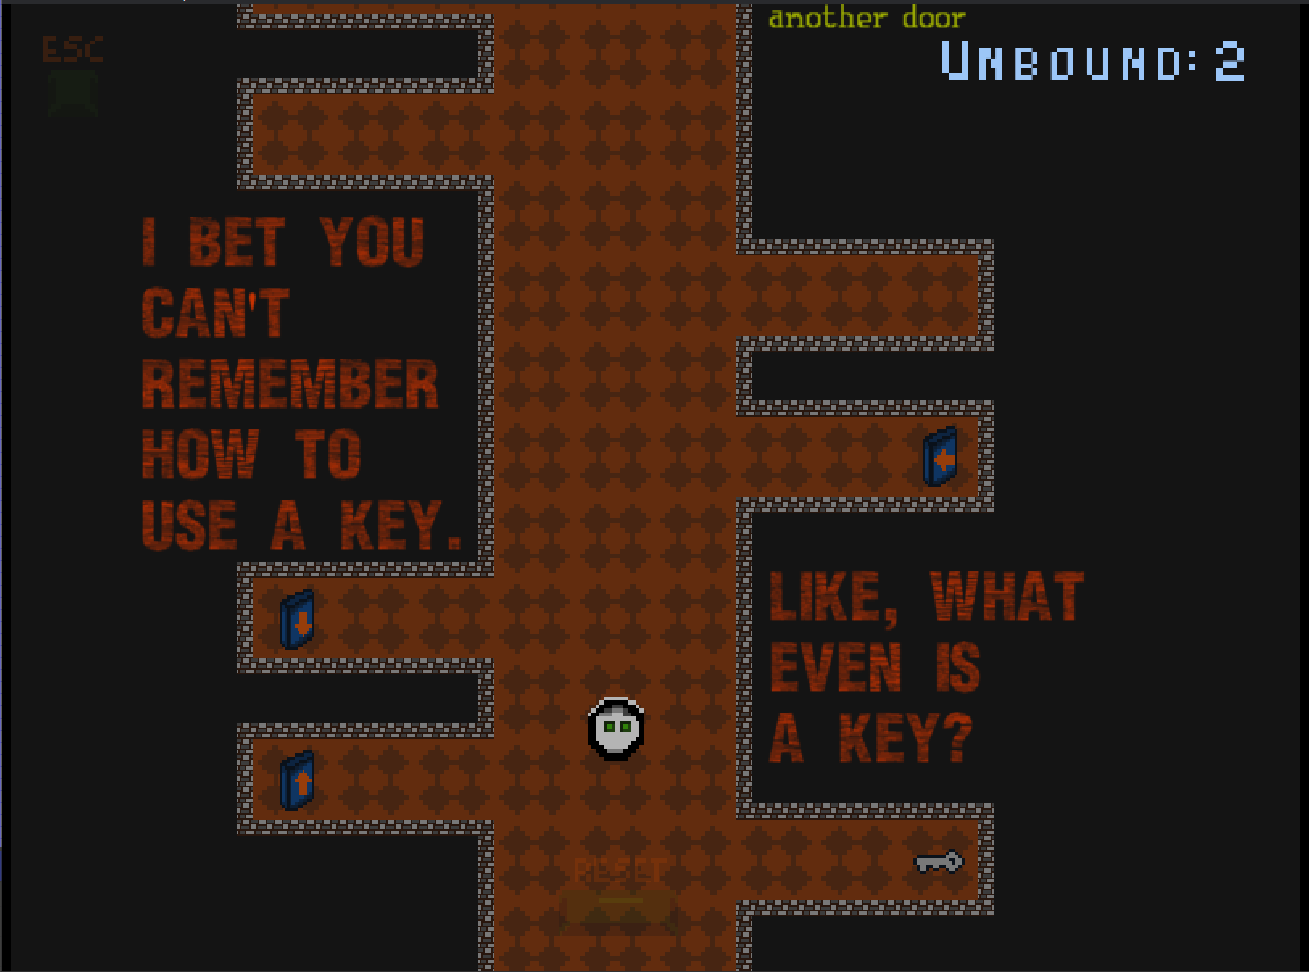 another door
ESC
UNBOUND: 2
I BET YOU
CAN'T
REMEMBER
HOW TO
USE A KEY.
LIKE, WHAT
EVEN IS
A KEY?
RESET